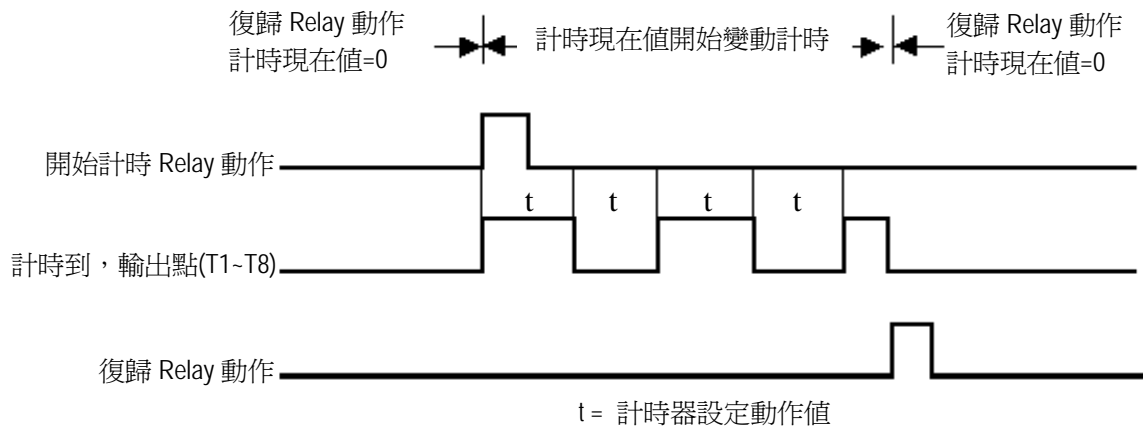 復歸 Relay 動作
計時現在值=0
計時現在值開始變動計時
復歸 Relay 動作
計時現在值=0
開始計時 Relay 動作
t
t
t
t
計時到，輸出點(T1~T8)
復歸 Relay 動作
t = 計時器設定動作值